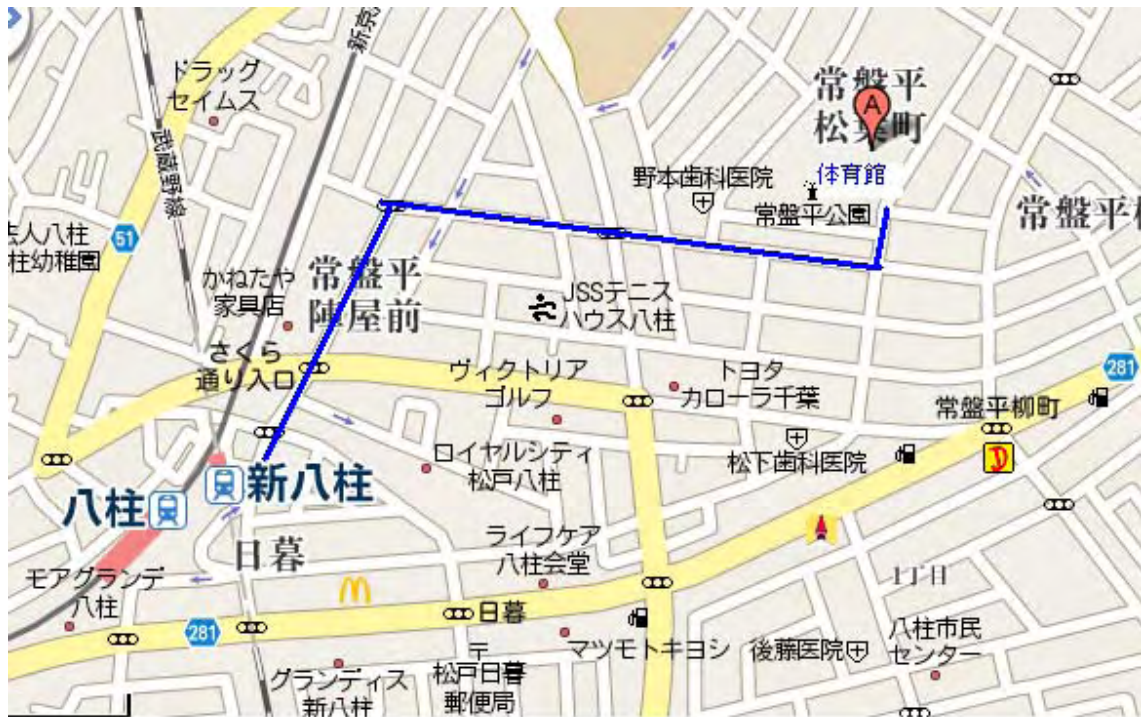 新京
ドラッグ
セイムス
武蔵野線
常盤平
松葉町
A
体育館
野本歯科医院
常盤平公園
常盤平
51
法人八柱
柱幼稚園
かねたや
家具店
常盤平
陣屋前
JSSテニス
ハウス八柱
さくら
通り入口
ヴィクトリア
ゴルフ
トヨタ
カローラ千葉
281
常盤平柳町
ロイヤルシティ
松戸八柱
松下歯科医院
D
新八柱
八柱
日暮
ライフケア
八柱会堂
モアグランデ
八柱
1丁目
281
日暮
マツモトキヨシ
後藤医院
八柱市民
センター
グランディス
新八柱
〒
松戸日暮
郵便局